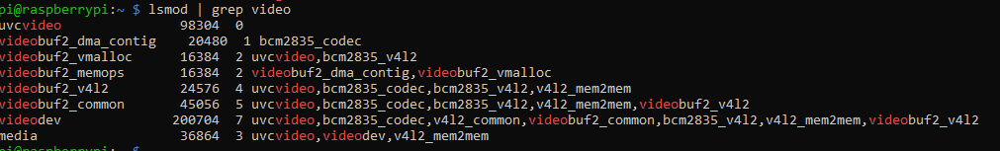 pi@raspberrypi:~ $ lsmod | grep video
uvcvideo 98304 0
videobuf2_dma_contig 20480 1 bcm2835_codec
videobuf2_vmalloc 16384 2 uvcvideo,bcm2835_v4l2
videobuf2_memops 16384 2 videobuf2_dma_contig,videobuf2_vmalloc
videobuf2_v4l2 24576 4 uvcvideo,bcm2835_codec,bcm2835_v4l2,v4l2_mem2mem
videobuf2_common 45056 5 uvcvideo,bcm2835_codec,bcm2835_v4l2,v4l2_mem2mem,videobuf2_v4l2
videodev 200704 7 uvcvideo,bcm2835_codec,v4l2_common,videobuf2_common,bcm2835_v4l2,v4l2_mem2mem,videobuf2_v4l2
media 36864 3 uvcvideo,videodev,v4l2_mem2mem
pi@raspberrypi:~ $